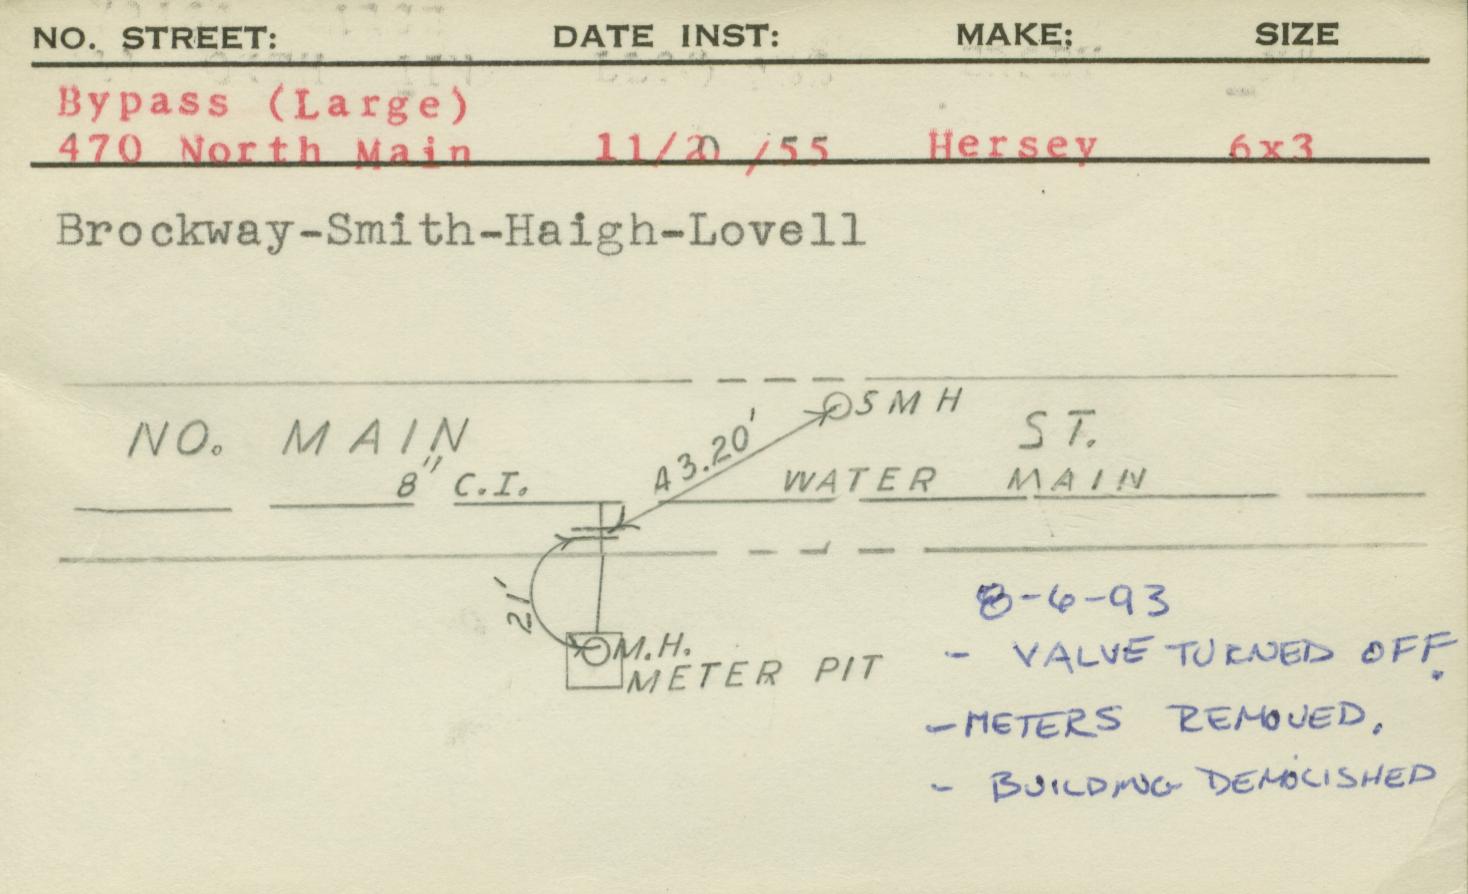 NO. STREET: DATE INST: MAKE: SIZE
Bypass (Large)
470 North Main 11/20/55 Hersey 6x3
Brockway-Smith-Haigh-Lovell
SMH
NO. MAIN ST.
43.20'
8" C.I. WATER MAIN
21'
8-6-93
M.H.
- VALVE TURNED OFF.
METER PIT
- METERS REMOVED.
- BUILDING DEMOLISHED